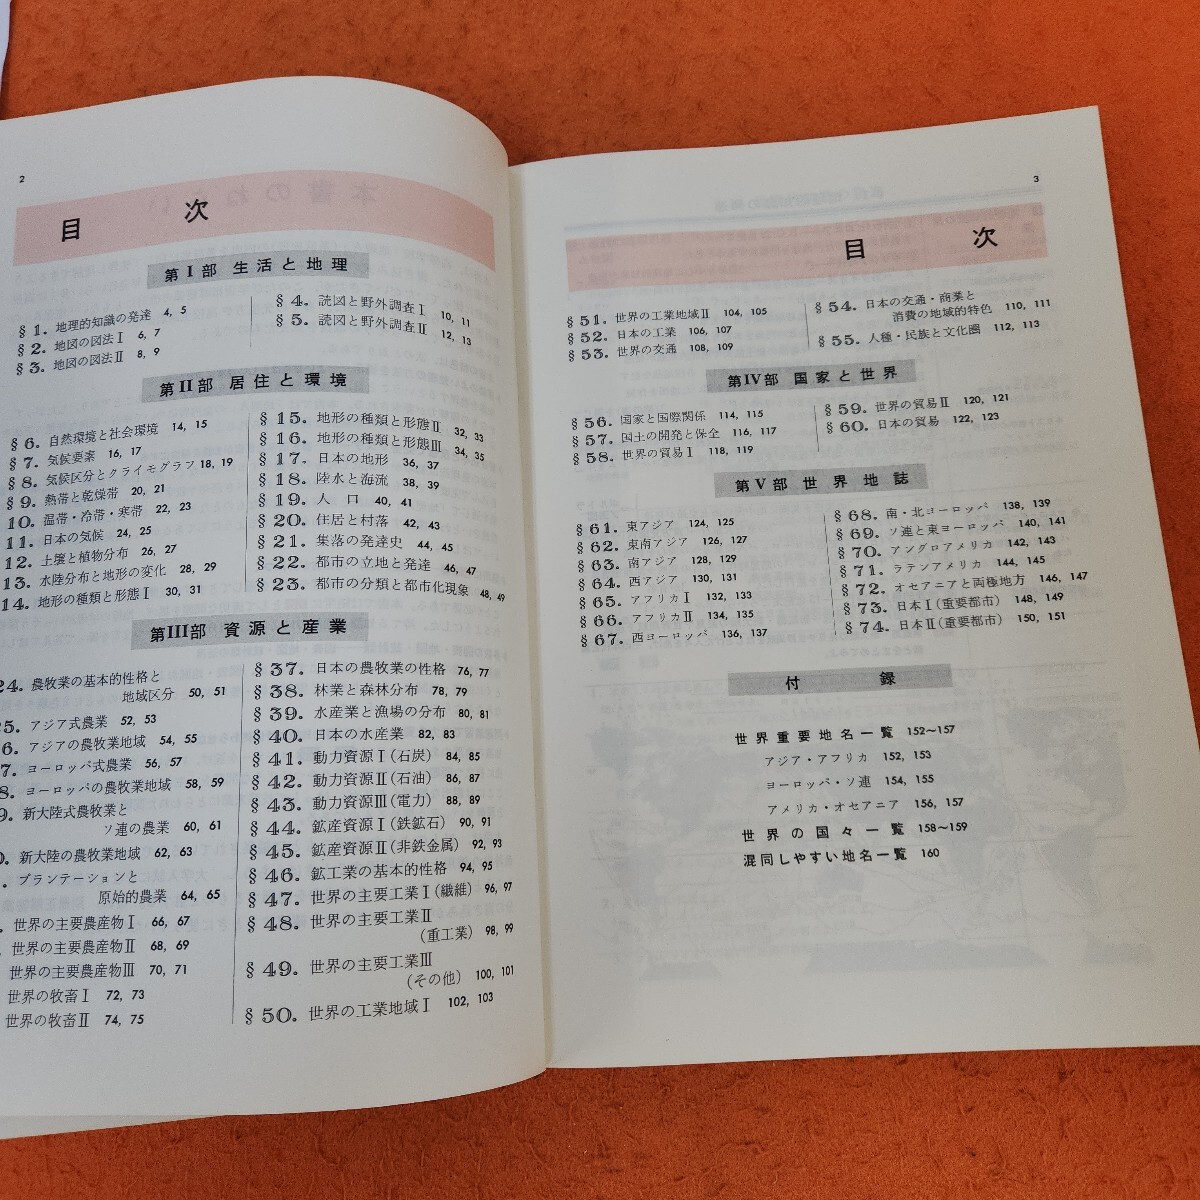 2
目 次
第Ⅰ部 生活と地理
§ 1. 地理的知識の発達 4, 5
§ 2. 地図の図法Ⅰ 6, 7
§ 3. 地図の図法Ⅱ 8, 9
§ 4. 読図と野外調査Ⅰ 10, 11
§ 5. 読図と野外調査Ⅱ 12, 13
第Ⅱ部 居住と環境
§ 6. 自然環境と社会環境 14, 15
§ 7. 気候要素 16, 17
§ 8. 気候区分とクライモグラフ 18, 19
§ 9. 熱帯と乾燥帯 20, 21
10. 温帯・冷帯・寒帯 22, 23
11. 日本の気候 24, 25
12. 土壌と植物分布 26, 27
13. 水陸分布と地形の変化 28, 29
14. 地形の種類と形態Ⅰ 30, 31
§ 15. 地形の種類と形態Ⅱ 32, 33
§ 16. 地形の種類と形態Ⅲ 34, 35
§ 17. 日本の地形 36, 37
§ 18. 陸水と海流 38, 39
§ 19. 人 口 40, 41
§ 20. 住居と村落 42, 43
§ 21. 集落の発達史 44, 45
§ 22. 都市の立地と発達 46, 47
§ 23. 都市の分類と都市化現象 48, 49
第Ⅲ部 資源と産業
24. 農牧業の基本的性格と
地域区分 50, 51
25. アジア式農業 52, 53
6. アジアの農牧業地域 54, 55
7. ヨーロッパ式農業 56, 57
8. ヨーロッパの農牧業地域 58, 59
9. 新大陸式農牧業と
ソ連の農業 60, 61
0. 新大陸の農牧業地域 62, 63
. プランテーションと
原始的農業 64, 65
. 世界の主要農産物Ⅰ 66, 67
. 世界の主要農産物Ⅱ 68, 69
世界の主要農産物Ⅲ 70, 71
世界の牧畜Ⅰ 72, 73
世界の牧畜Ⅱ 74, 75
§ 37. 日本の農牧業の性格 76, 77
§ 38. 林業と森林分布 78, 79
§ 39. 水産業と漁場の分布 80, 81
§ 40. 日本の水産業 82, 83
§ 41. 動力資源Ⅰ(石炭) 84, 85
§ 42. 動力資源Ⅱ(石油) 86, 87
§ 43. 動力資源Ⅲ(電力) 88, 89
§ 44. 鉱産資源Ⅰ(鉄鉱石) 90, 91
§ 45. 鉱産資源Ⅱ(非鉄金属) 92, 93
§ 46. 鉱工業の基本的性格 94, 95
§ 47. 世界の主要工業Ⅰ(繊維) 96, 97
§ 48. 世界の主要工業Ⅱ
(重工業) 98, 99
§ 49. 世界の主要工業Ⅲ
(その他) 100, 101
§ 50. 世界の工業地域Ⅰ 102, 103
3
目 次
§ 51. 世界の工業地域Ⅱ 104, 105
§ 52. 日本の工業 106, 107
§ 53. 世界の交通 108, 109
§ 54. 日本の交通・商業と
消費の地域的特色 110, 111
§ 55. 人種・民族と文化圏 112, 113
第Ⅳ部 国家と世界
§ 56. 国家と国際関係 114, 115
§ 57. 国土の開発と保全 116, 117
§ 58. 世界の貿易Ⅰ 118, 119
§ 59. 世界の貿易Ⅱ 120, 121
§ 60. 日本の貿易 122, 123
第Ⅴ部 世界地誌
§ 61. 東アジア 124, 125
§ 62. 東南アジア 126, 127
§ 63. 南アジア 128, 129
§ 64. 西アジア 130, 131
§ 65. アフリカⅠ 132, 133
§ 66. アフリカⅡ 134, 135
§ 67. 西ヨーロッパ 136, 137
§ 68. 南・北ヨーロッパ 138, 139
§ 69. ソ連と東ヨーロッパ 140, 141
§ 70. アングロアメリカ 142, 143
§ 71. ラテンアメリカ 144, 145
§ 72. オセアニアと両極地方 146, 147
§ 73. 日本Ⅰ(重要都市) 148, 149
§ 74. 日本Ⅱ(重要都市) 150, 151
付 録
世界重要地名一覧 152~157
アジア・アフリカ 152, 153
ヨーロッパ・ソ連 154, 155
アメリカ・オセアニア 156, 157
世界の国々一覧 158~159
混同しやすい地名一覧 160